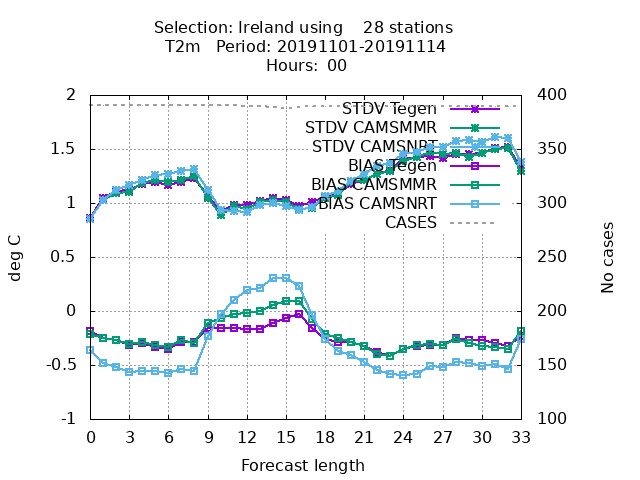 Selection: Ireland using    28 stations
T2m   Period: 20191101-20191114
Hours:  00
2
1.5
1
0.5
0
-0.5
-1
deg C
400
350
300
250
200
150
100
No cases
STDV Tegen
STDV CAMSMMR
STDV CAMSNRT
BIAS Tegen
BIAS CAMSMMR
BIAS CAMSNRT
CASES
0 3 6 9 12 15 18 21 24 27 30 33
Forecast length